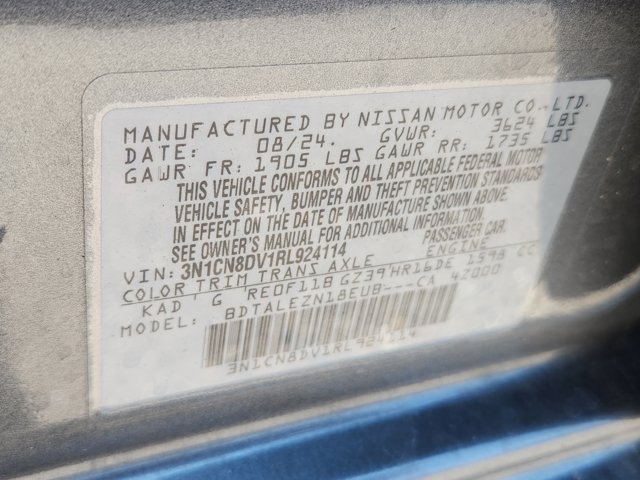 MANUFACTURED BY NISSAN MOTOR CO.,LTD.
DATE: 08/24. GVWR: 3624 LBS
GAWR FR: 1905 LBS GAWR RR: 1735 LBS
THIS VEHICLE CONFORMS TO ALL APPLICABLE FEDERAL MOTOR
VEHICLE SAFETY, BUMPER AND THEFT PREVENTION STANDARDS
IN EFFECT ON THE DATE OF MANUFACTURE SHOWN ABOVE.
SEE OWNER'S MANUAL FOR ADDITIONAL INFORMATION.
VIN: 3N1CN8DV1RL924114 PASSENGER CAR.
COLOR TRIM TRANS AXLE ENGINE
KAD G RE0F11B GZ39 HR16DE 1598 CC
MODEL: BDTALEZN18EUB---CA 42000
3N1CN8DV1RL924114